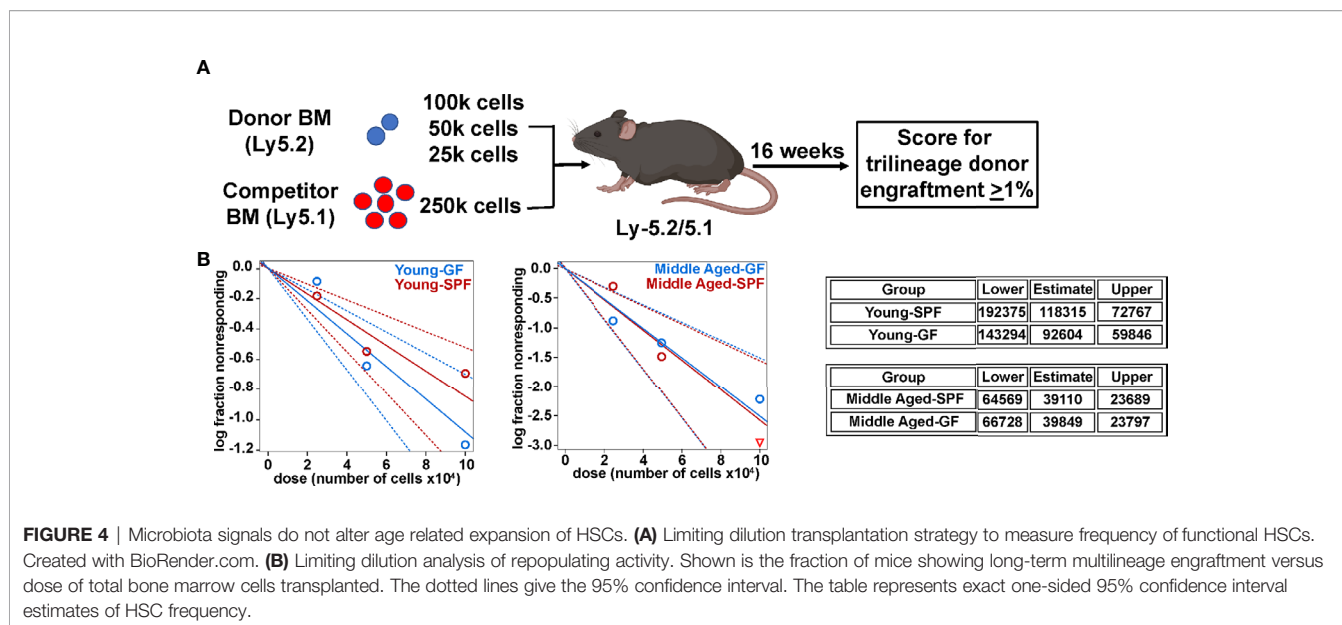 A
Donor BM
(Ly5.2)
100k cells
50k cells
25k cells
Competitor
BM (Ly5.1)
250k cells
Ly-5.2/5.1
16 weeks
Score for
trilineage donor
engraftment ≥1%
B
Young-GF
Young-SPF
log fraction nonresponding
0.0
-0.2
-0.4
-0.6
-0.8
-1.0
-1.2
0 2 4 6 8 10
dose (number of cells x10⁴)
Middle Aged-GF
Middle Aged-SPF
log fraction nonresponding
0.0
-0.5
-1.0
-1.5
-2.0
-2.5
-3.0
0 2 4 6 8 10
dose (number of cells x10⁴)
Group Lower Estimate Upper
Young-SPF 192375 118315 72767
Young-GF 143294 92604 59846
Group Lower Estimate Upper
Middle Aged-SPF 64569 39110 23689
Middle Aged-GF 66728 39849 23797
FIGURE 4 | Microbiota signals do not alter age related expansion of HSCs. (A) Limiting dilution transplantation strategy to measure frequency of functional HSCs.
Created with BioRender.com. (B) Limiting dilution analysis of repopulating activity. Shown is the fraction of mice showing long-term multilineage engraftment versus
dose of total bone marrow cells transplanted. The dotted lines give the 95% confidence interval. The table represents exact one-sided 95% confidence interval
estimates of HSC frequency.